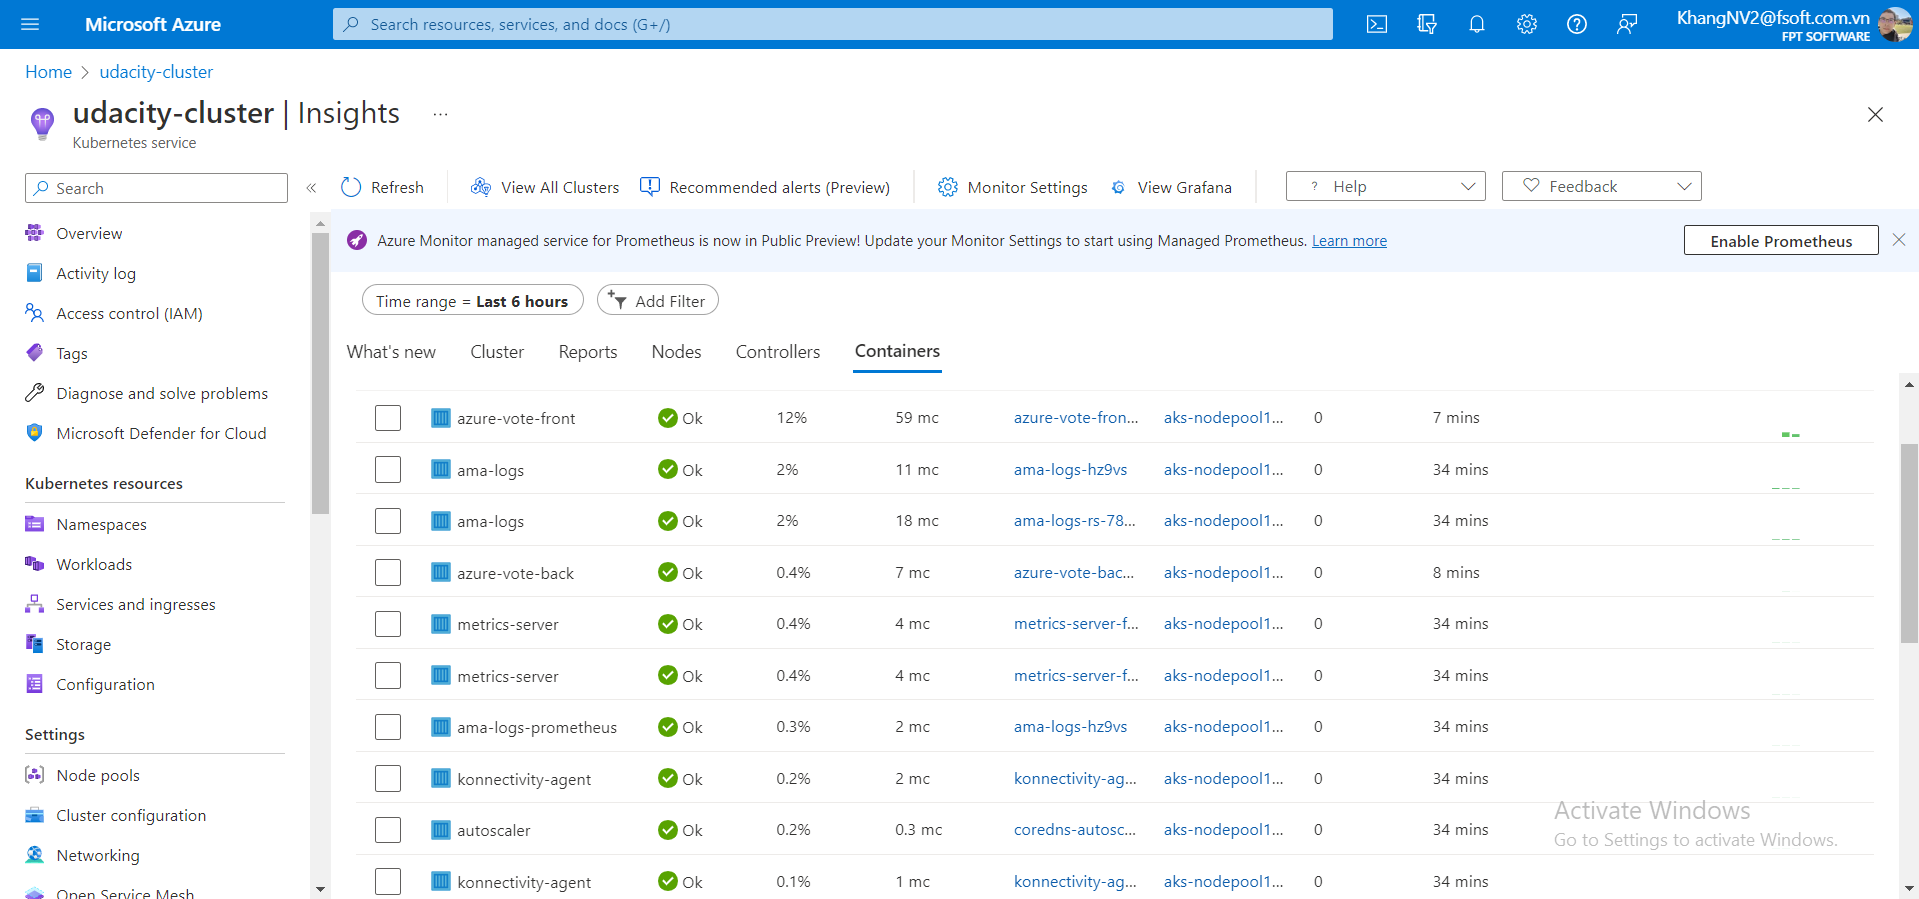 Microsoft Azure
Search resources, services, and docs (G+/)
KhangNV2@fsoft.com.vn
FPT SOFTWARE
Home > udacity-cluster
udacity-cluster | Insights ...
Kubernetes service
Search
«
Refresh
View All Clusters
Recommended alerts (Preview)
Monitor Settings
View Grafana
? Help
Feedback
Overview
Activity log
Access control (IAM)
Tags
Diagnose and solve problems
Microsoft Defender for Cloud
Kubernetes resources
Namespaces
Workloads
Services and ingresses
Storage
Configuration
Settings
Node pools
Cluster configuration
Networking
Open Service Mesh
Azure Monitor managed service for Prometheus is now in Public Preview! Update your Monitor Settings to start using Managed Prometheus. Learn more
Enable Prometheus
Time range = Last 6 hours
Add Filter
What's new Cluster Reports Nodes Controllers Containers
azure-vote-front Ok 12% 59 mc azure-vote-fron... aks-nodepool1... 0 7 mins
ama-logs Ok 2% 11 mc ama-logs-hz9vs aks-nodepool1... 0 34 mins
ama-logs Ok 2% 18 mc ama-logs-rs-78... aks-nodepool1... 0 34 mins
azure-vote-back Ok 0.4% 7 mc azure-vote-bac... aks-nodepool1... 0 8 mins
metrics-server Ok 0.4% 4 mc metrics-server-f... aks-nodepool1... 0 34 mins
metrics-server Ok 0.4% 4 mc metrics-server-f... aks-nodepool1... 0 34 mins
ama-logs-prometheus Ok 0.3% 2 mc ama-logs-hz9vs aks-nodepool1... 0 34 mins
konnectivity-agent Ok 0.2% 2 mc konnectivity-ag... aks-nodepool1... 0 34 mins
autoscaler Ok 0.2% 0.3 mc coredns-autosc... aks-nodepool1... 0 34 mins
konnectivity-agent Ok 0.1% 1 mc konnectivity-ag... aks-nodepool1... 0 34 mins
Activate Windows
Go to Settings to activate Windows.